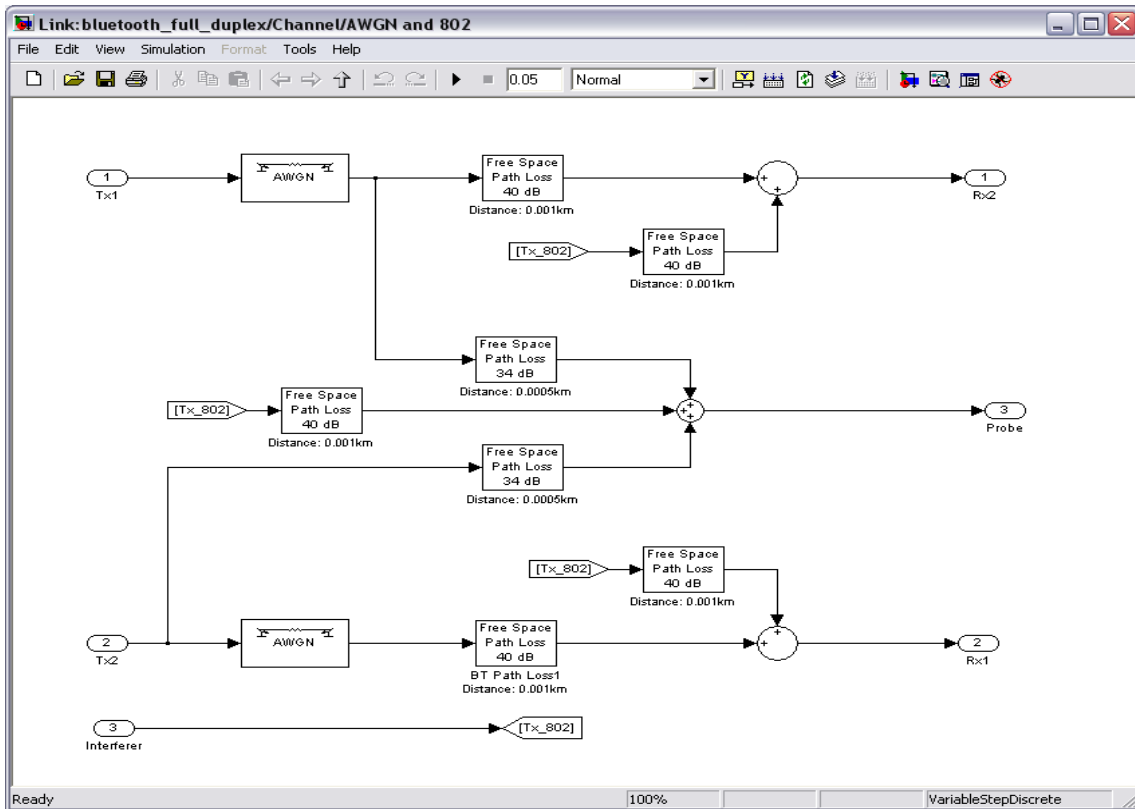 Link: bluetooth_full_duplex/Channel/AWGN and 802
File Edit View Simulation Format Tools Help
0.05 Normal
1
Tx1
AWGN
Free Space
Path Loss
40 dB
Distance: 0.001km
1
Rx2
[Tx_802]
Free Space
Path Loss
40 dB
Distance: 0.001km
Free Space
Path Loss
34 dB
Distance: 0.0005km
[Tx_802]
Free Space
Path Loss
40 dB
Distance: 0.001km
3
Probe
Free Space
Path Loss
34 dB
Distance: 0.0005km
[Tx_802]
Free Space
Path Loss
40 dB
Distance: 0.001km
2
Tx2
AWGN
Free Space
Path Loss
40 dB
BT Path Loss1
Distance: 0.001km
2
Rx1
3
Interferer
[Tx_802]
Ready 100% VariableStepDiscrete